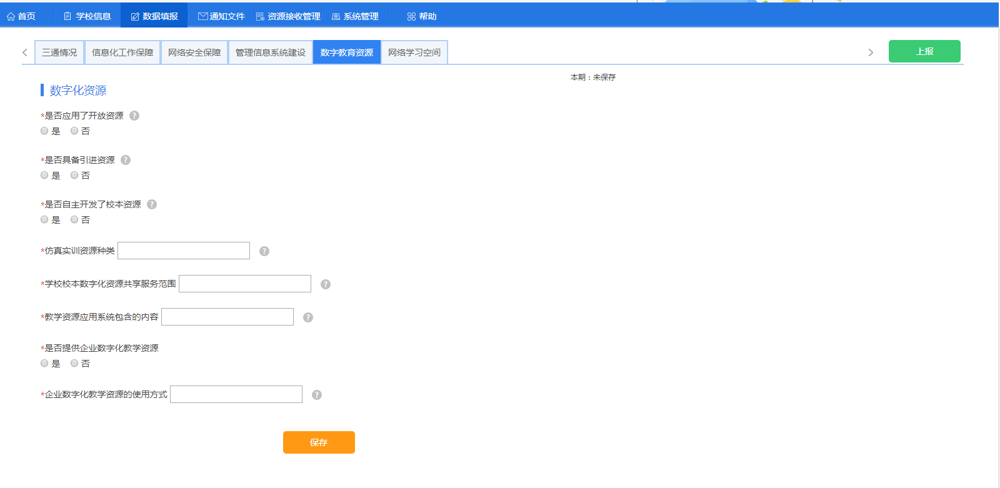 首页 学校信息 数据填报 通知文件 资源接收管理 系统管理 帮助
三通情况 信息化工作保障 网络安全保障 管理信息系统建设 数字教育资源 网络学习空间 上报
本期：未保存
数字化资源
*是否应用了开放资源 ?
是 否
*是否具备引进资源 ?
是 否
*是否自主开发了校本资源 ?
是 否
*仿真实训资源种类 ?
*学校校本数字化资源共享服务范围 ?
*教学资源应用系统包含的内容 ?
*是否提供企业数字化教学资源
是 否
*企业数字化教学资源的使用方式 ?
保存